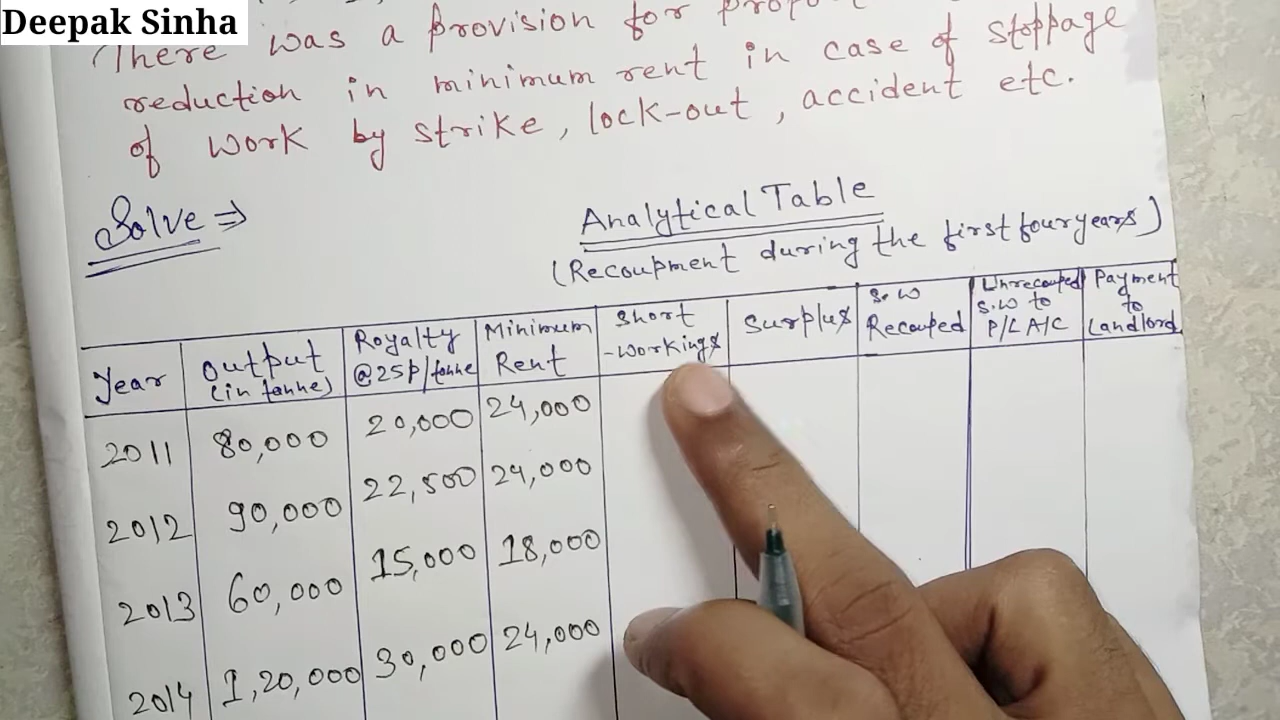 Deepak Sinha
There was a provision for
reduction in minimum rent in case of stoppage
of work by strike, lock-out, accident etc.
Solve ⇒
Analytical Table
(Recoupment during the first four years)
Year Output (in tonne) Royalty @25P/tonne Minimum Rent Short-Workings Surplus S.W Recouped Unrecouped S.W to P/L A/C Payment to Landlord
2011 80,000 20,000 24,000
2012 90,000 22,500 24,000
2013 60,000 15,000 18,000
2014 1,20,000 30,000 24,000